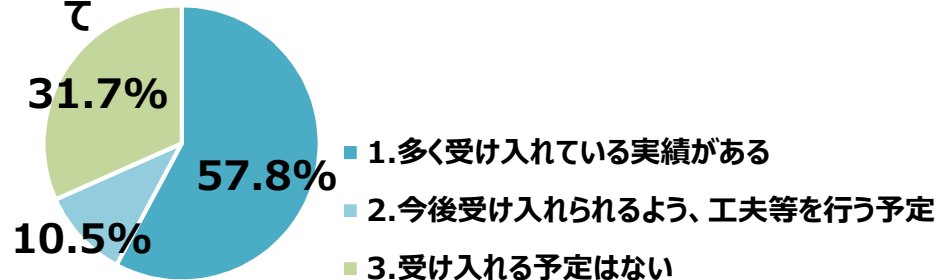 て
31.7%
57.8%
10.5%
1.多く受け入れている実績がある
2.今後受け入れられるよう、工夫等を行う予定
3.受け入れる予定はない